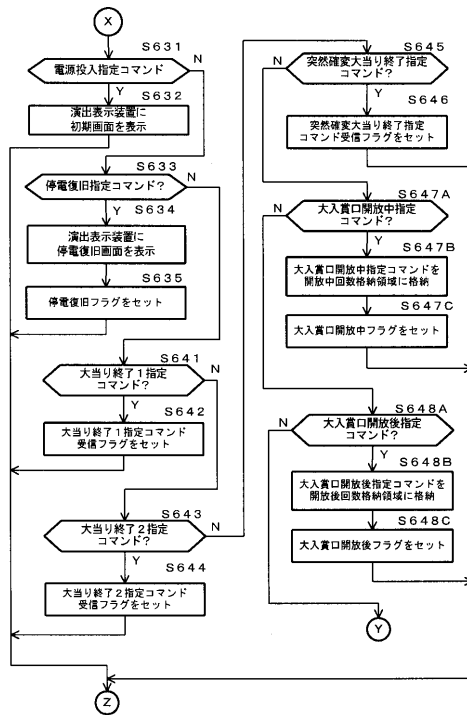 X
S631
電源投入指定コマンド
N
Y
S632
演出表示装置に
初期画面を表示
S633
停電復旧指定コマンド?
N
Y
S634
演出表示装置に
停電復旧画面を表示
S635
停電復旧フラグをセット
S641
大当り終了1指定
コマンド?
N
Y
S642
大当り終了1指定コマンド
受信フラグをセット
S643
大当り終了2指定
コマンド?
N
Y
S644
大当り終了2指定コマンド
受信フラグをセット
Z
S645
突然確変大当り終了指定
コマンド?
N
Y
S646
突然確変大当り終了指定
コマンド受信フラグをセット
S647A
大入賞口開放中指定
コマンド?
N
Y
S647B
大入賞口開放中指定コマンドを
開放中回数格納領域に格納
S647C
大入賞口開放中フラグをセット
S648A
大入賞口開放後指定
コマンド?
N
Y
S648B
大入賞口開放後指定コマンドを
開放後回数格納領域に格納
S648C
大入賞口開放後フラグをセット
Y